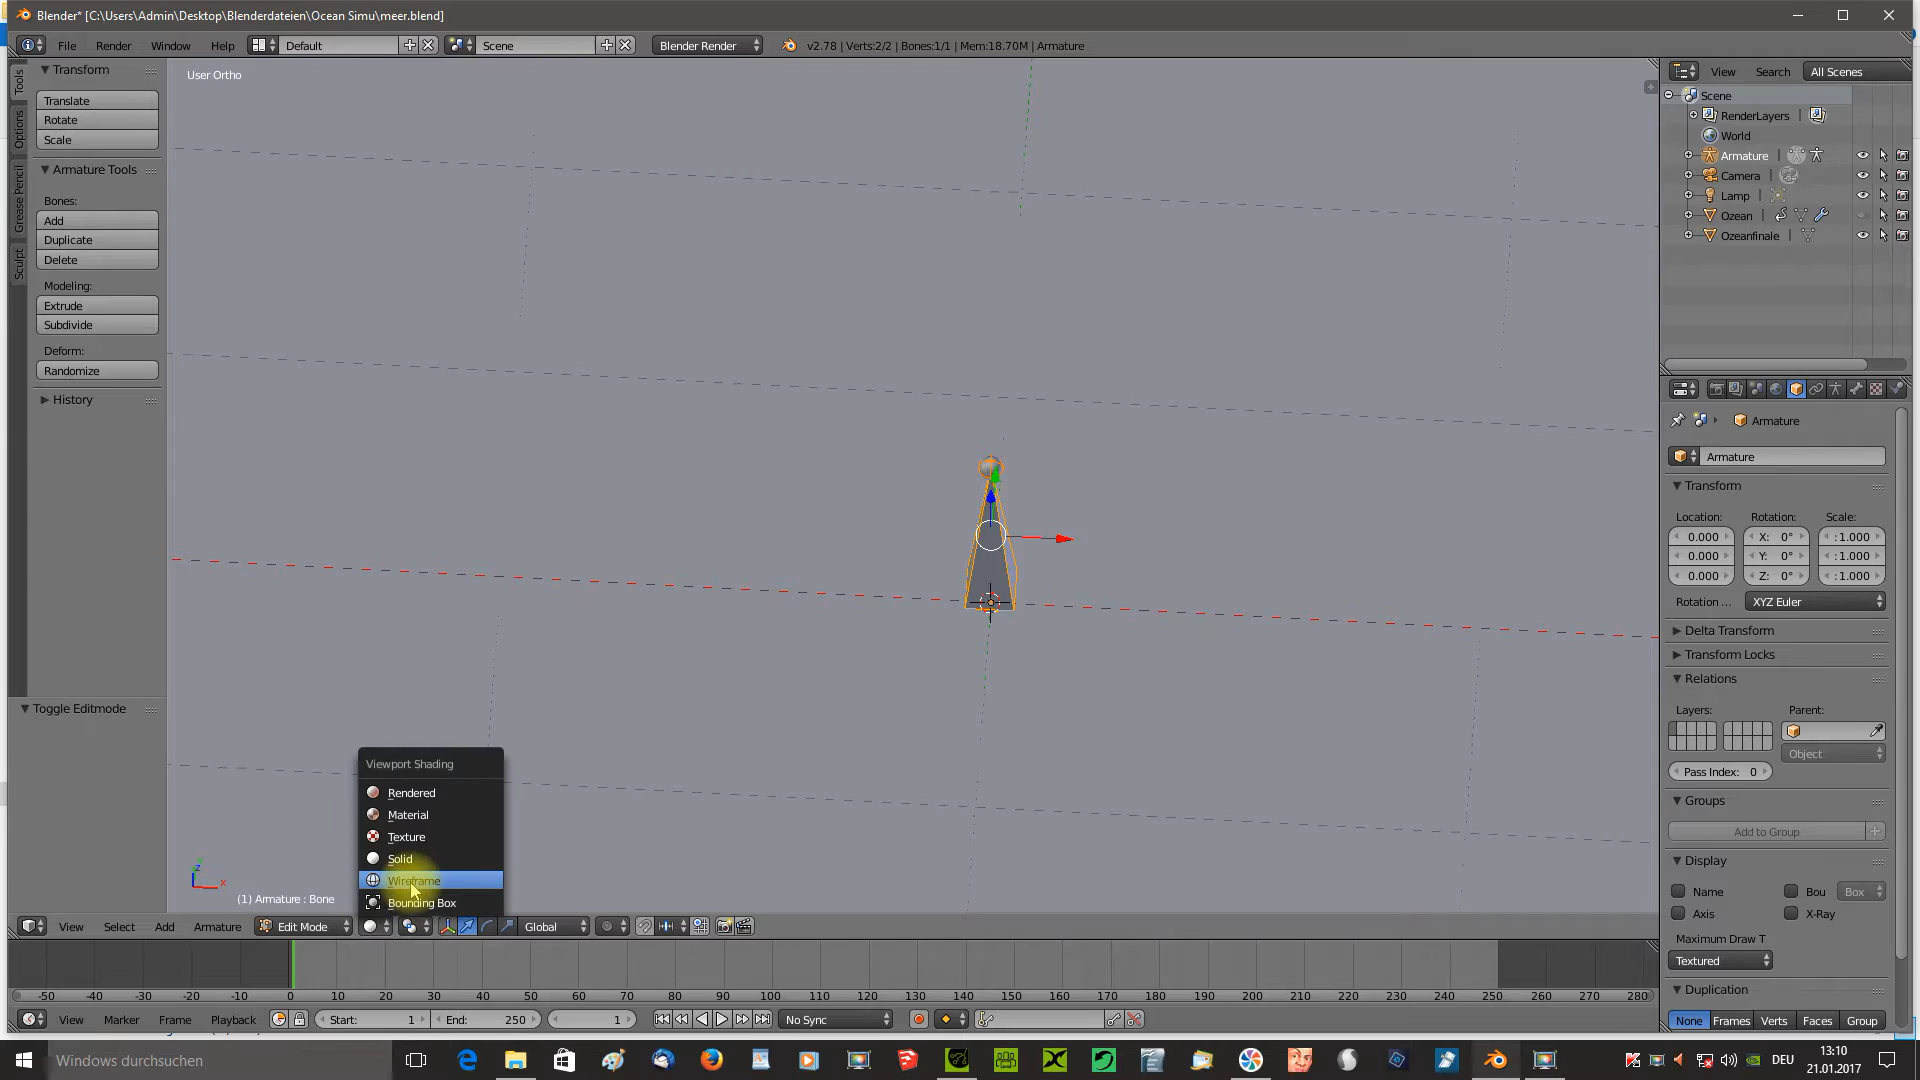 Blender* [C:\Users\Admin\Desktop\Blenderdateien\Ocean Simu\meer.blend]
File Render Window Help Default Scene Blender Render v2.78 | Verts:2/2 | Bones:1/1 | Mem:18.70M | Armature
Tools
Options
Grease Pencil
Sculpt
Transform
Translate
Rotate
Scale
Armature Tools
Bones:
Add
Duplicate
Delete
Modeling:
Extrude
Subdivide
Deform:
Randomize
History
Toggle Editmode
User Ortho
Viewport Shading
Rendered
Material
Texture
Solid
Wireframe
Bounding Box
z
x
(1) Armature : Bone
View Select Add Armature Edit Mode Global
View Search All Scenes
Scene
RenderLayers |
World
Armature |
Camera |
Lamp |
Ozean |
Ozeanfinale |
Armature
Armature
Transform
Location: Rotation: Scale:
0.000 X: 0° :1.000
0.000 Y: 0° :1.000
0.000 Z: 0° :1.000
Rotation ... XYZ Euler
Delta Transform
Transform Locks
Relations
Layers: Parent:
Object
Pass Index: 0
Groups
Add to Group
Display
Name Bou Box
Axis X-Ray
Maximum Draw T
Textured
Duplication
None Frames Verts Faces Group
-50 -40 -30 -20 -10 0 10 20 30 40 50 60 70 80 90 100 110 120 130 140 150 160 170 180 190 200 210 220 230 240 250 260 270 280
View Marker Frame Playback Start: 1 End: 250 1 No Sync
Windows durchsuchen
DEU
13:10
21.01.2017